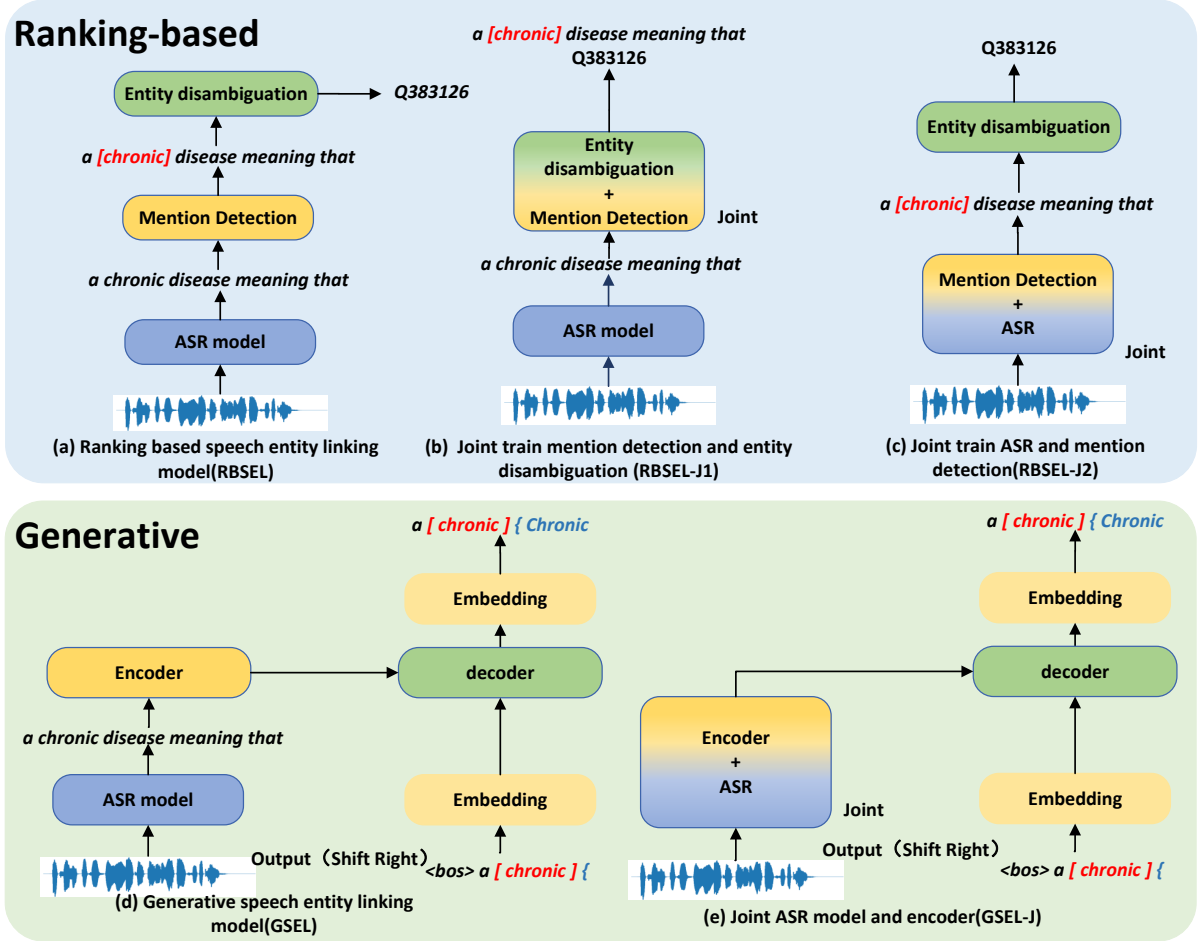 Ranking-based
Entity disambiguation
Q383126
a [chronic] disease meaning that
Mention Detection
a chronic disease meaning that
ASR model
(a) Ranking based speech entity linking
model(RBSEL)
a [chronic] disease meaning that
Q383126
Entity
disambiguation
+
Mention Detection
Joint
a chronic disease meaning that
ASR model
(b) Joint train mention detection and entity
disambiguation (RBSEL-J1)
Q383126
Entity disambiguation
a [chronic] disease meaning that
Mention Detection
+
ASR
Joint
(c) Joint train ASR and mention
detection(RBSEL-J2)
Generative
a [ chronic ] { Chronic
Embedding
Encoder
decoder
a chronic disease meaning that
ASR model
Embedding
Output（Shift Right）
<bos> a [ chronic ] {
(d) Generative speech entity linking
model(GSEL)
a [ chronic ] { Chronic
Embedding
decoder
Encoder
+
ASR
Joint
Embedding
Output（Shift Right）
<bos> a [ chronic ] {
(e) Joint ASR model and encoder(GSEL-J)